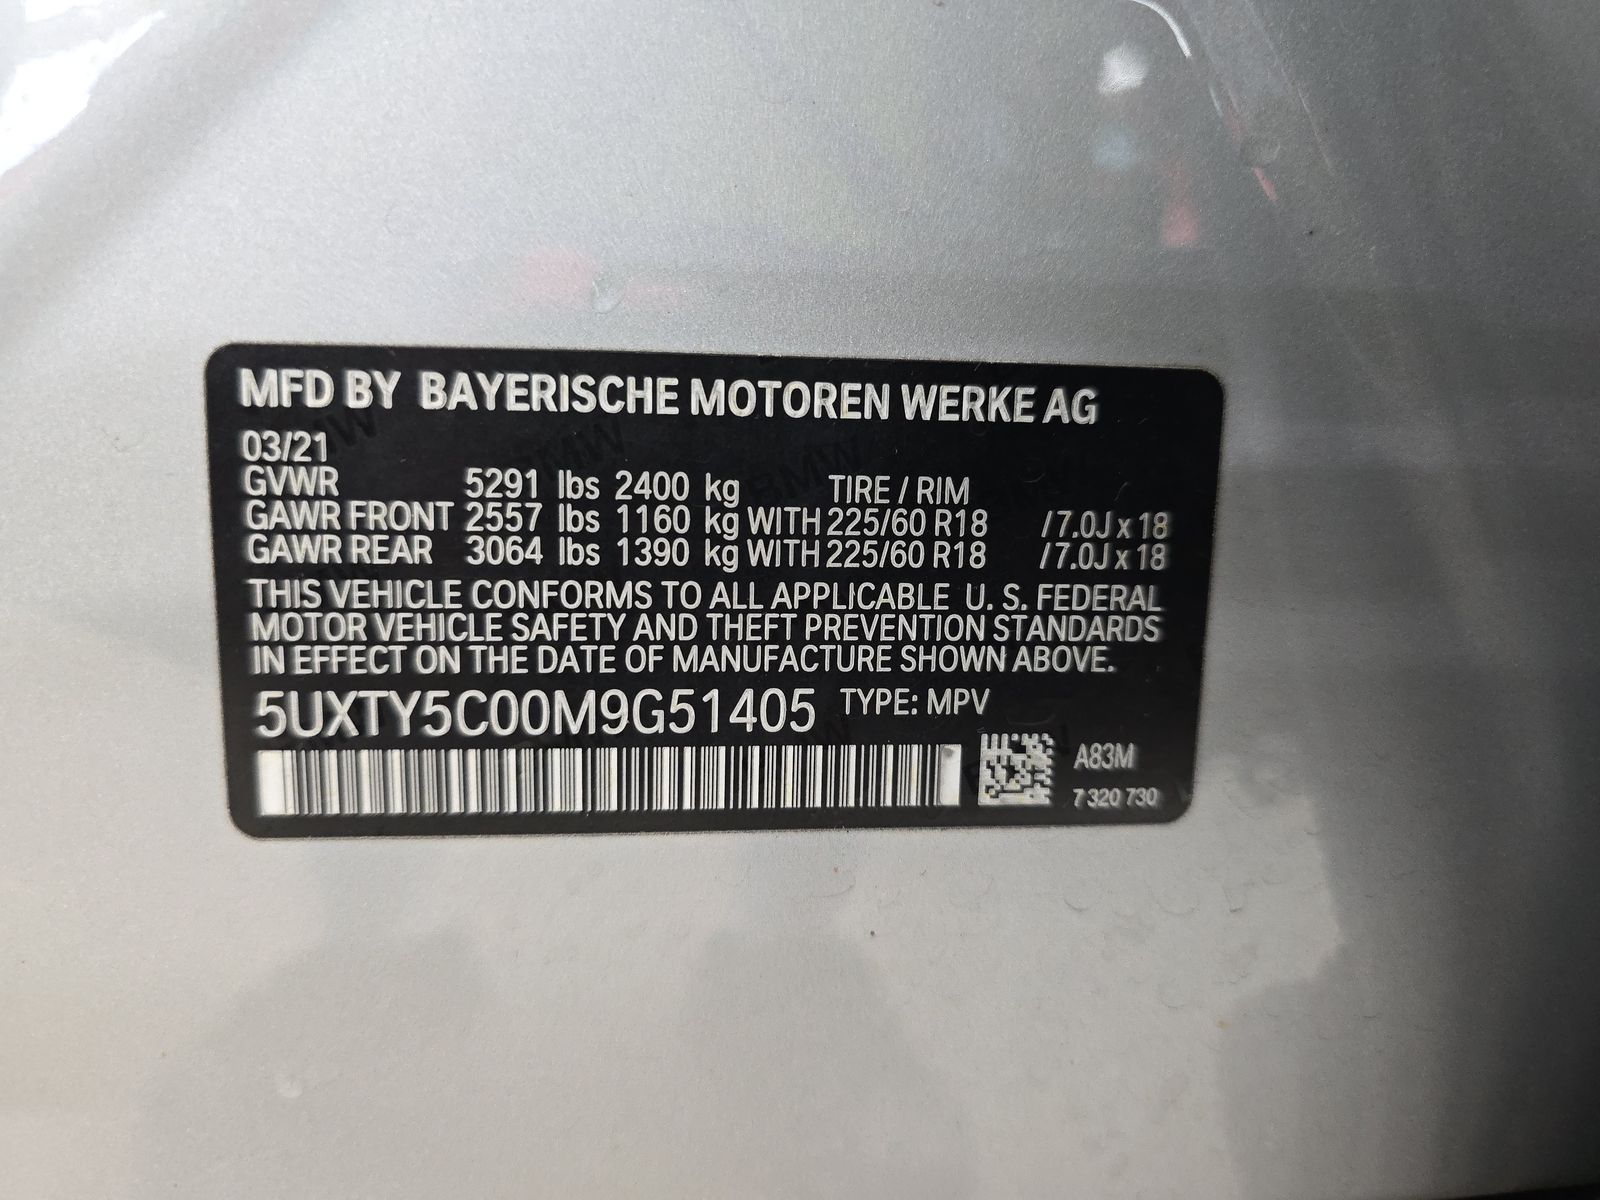 MFD BY BAYERISCHE MOTOREN WERKE AG
03/21
GVWR 5291 lbs 2400 kg TIRE / RIM
GAWR FRONT 2557 lbs 1160 kg WITH 225/60 R18 / 7.0J x 18
GAWR REAR 3064 lbs 1390 kg WITH 225/60 R18 / 7.0J x 18
THIS VEHICLE CONFORMS TO ALL APPLICABLE U. S. FEDERAL
MOTOR VEHICLE SAFETY AND THEFT PREVENTION STANDARDS
IN EFFECT ON THE DATE OF MANUFACTURE SHOWN ABOVE.
5UXTY5C00M9G51405 TYPE: MPV
A83M
7 320 730